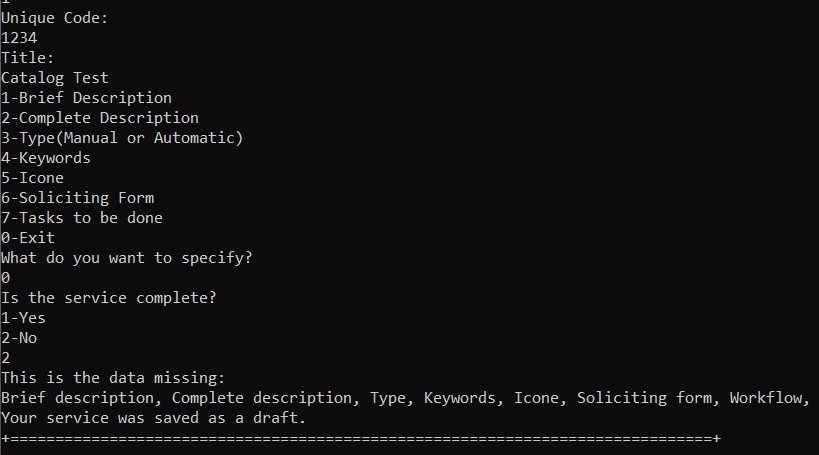 Unique Code:
1234
Title:
Catalog Test
1-Brief Description
2-Complete Description
3-Type(Manual or Automatic)
4-Keywords
5-Icone
6-Soliciting Form
7-Tasks to be done
0-Exit
What do you want to specify?
0
Is the service complete?
1-Yes
2-No
2
This is the data missing:
Brief description, Complete description, Type, Keywords, Icone, Soliciting form, Workflow,
Your service was saved as a draft.
+==============================================================================+